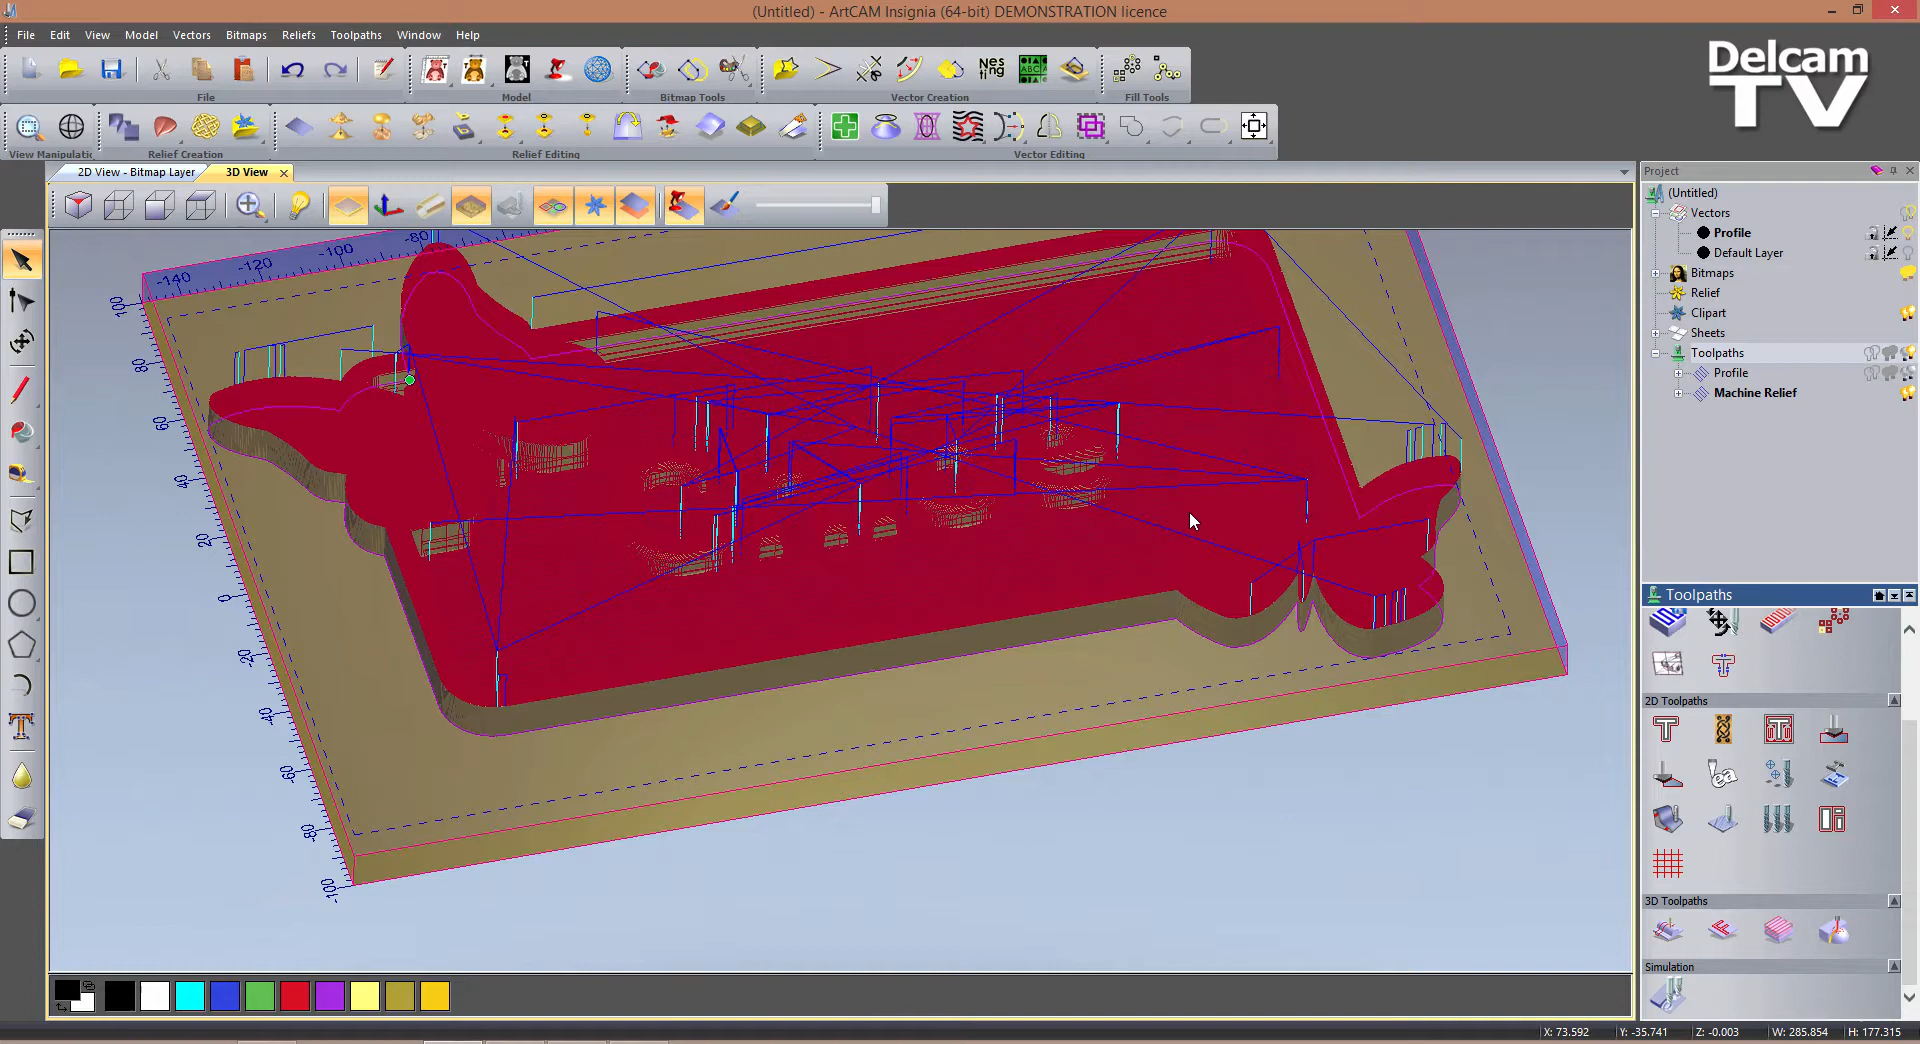 (Untitled) - ArtCAM Insignia (64-bit) DEMONSTRATION licence
File Edit View Model Vectors Bitmaps Reliefs Toolpaths Window Help
Delcam
TV
Nes
ting
ABC
File Model Bitmap Tools Vector Creation Fill Tools
View Manipulati Relief Creation Relief Editing Vector Editing
2D View - Bitmap Layer 3D View
Project
(Untitled)
Vectors
Profile
Default Layer
Bitmaps
Relief
Clipart
Sheets
Toolpaths
Profile
Machine Relief
-140 -120 -100 -80
100
80
60
40
20
0
-20
-40
-60
-80
-100
Toolpaths
2D Toolpaths
3D Toolpaths
Simulation
X: 73.592 Y: -35.741 Z: -0.003 W: 285.854 H: 177.315